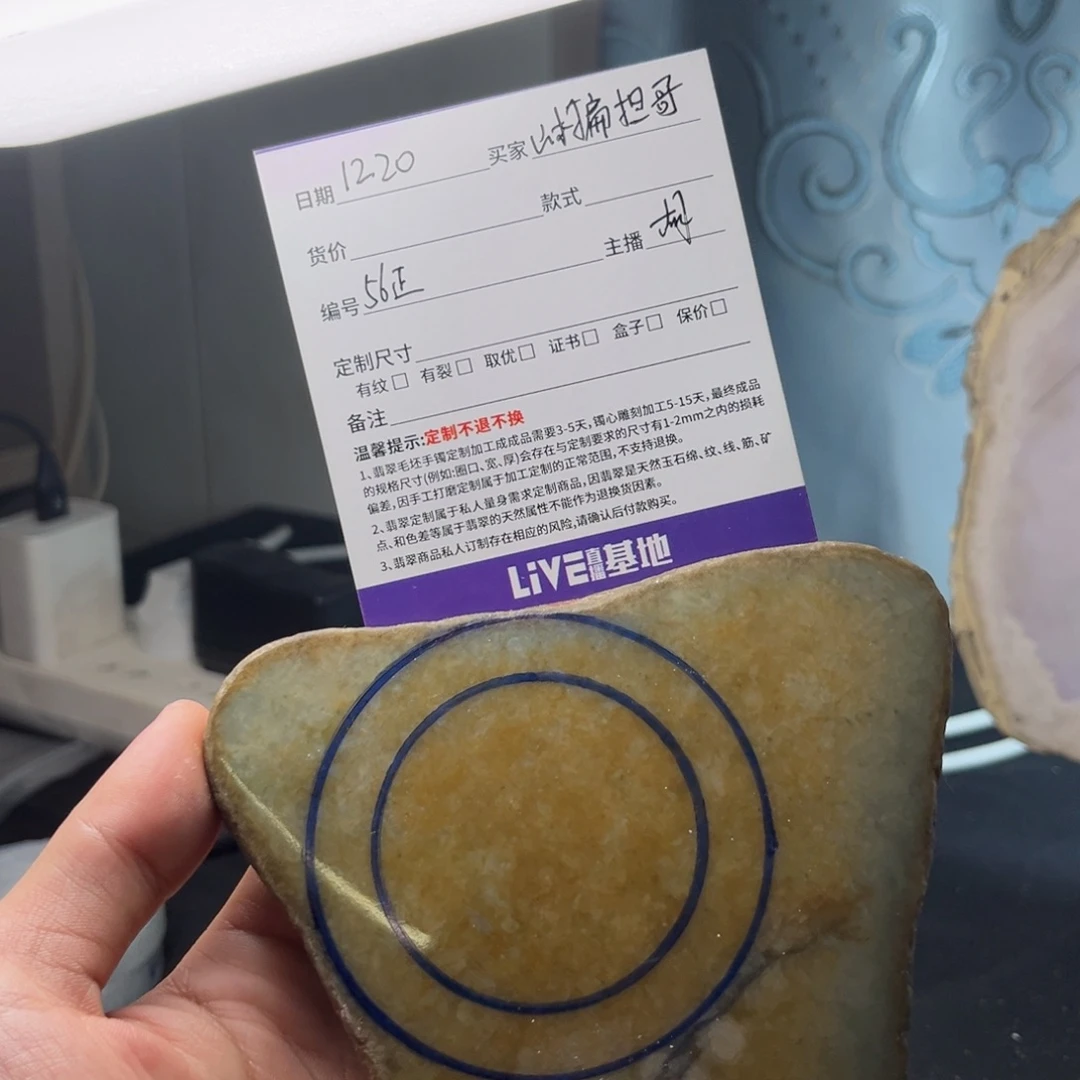 日期 1220 买家 山村扁担哥
货价 款式
编号 56正 主播 胡
定制尺寸
有纹□ 有裂□ 取优□ 证书□ 盒子□ 保价□
备注
温馨提示:定制不退不换
1、翡翠毛坯手镯定制加工成成品需要3-5天,镯心雕刻加工5-15天,最终成品
的规格尺寸(例如:圈口、宽、厚)会存在与定制要求的尺寸有1-2mm之内的损耗
偏差,因手工打磨定制属于加工定制的正常范围,不支持退换。
2、翡翠定制属于私人量身需求定制商品,因翡翠是天然玉石绵、纹、线、筋、矿
点、和色差等属于翡翠的天然属性不能作为退换货因素。
3、翡翠商品私人订制存在相应的风险,请确认后付款购买。
LiVE直播基地